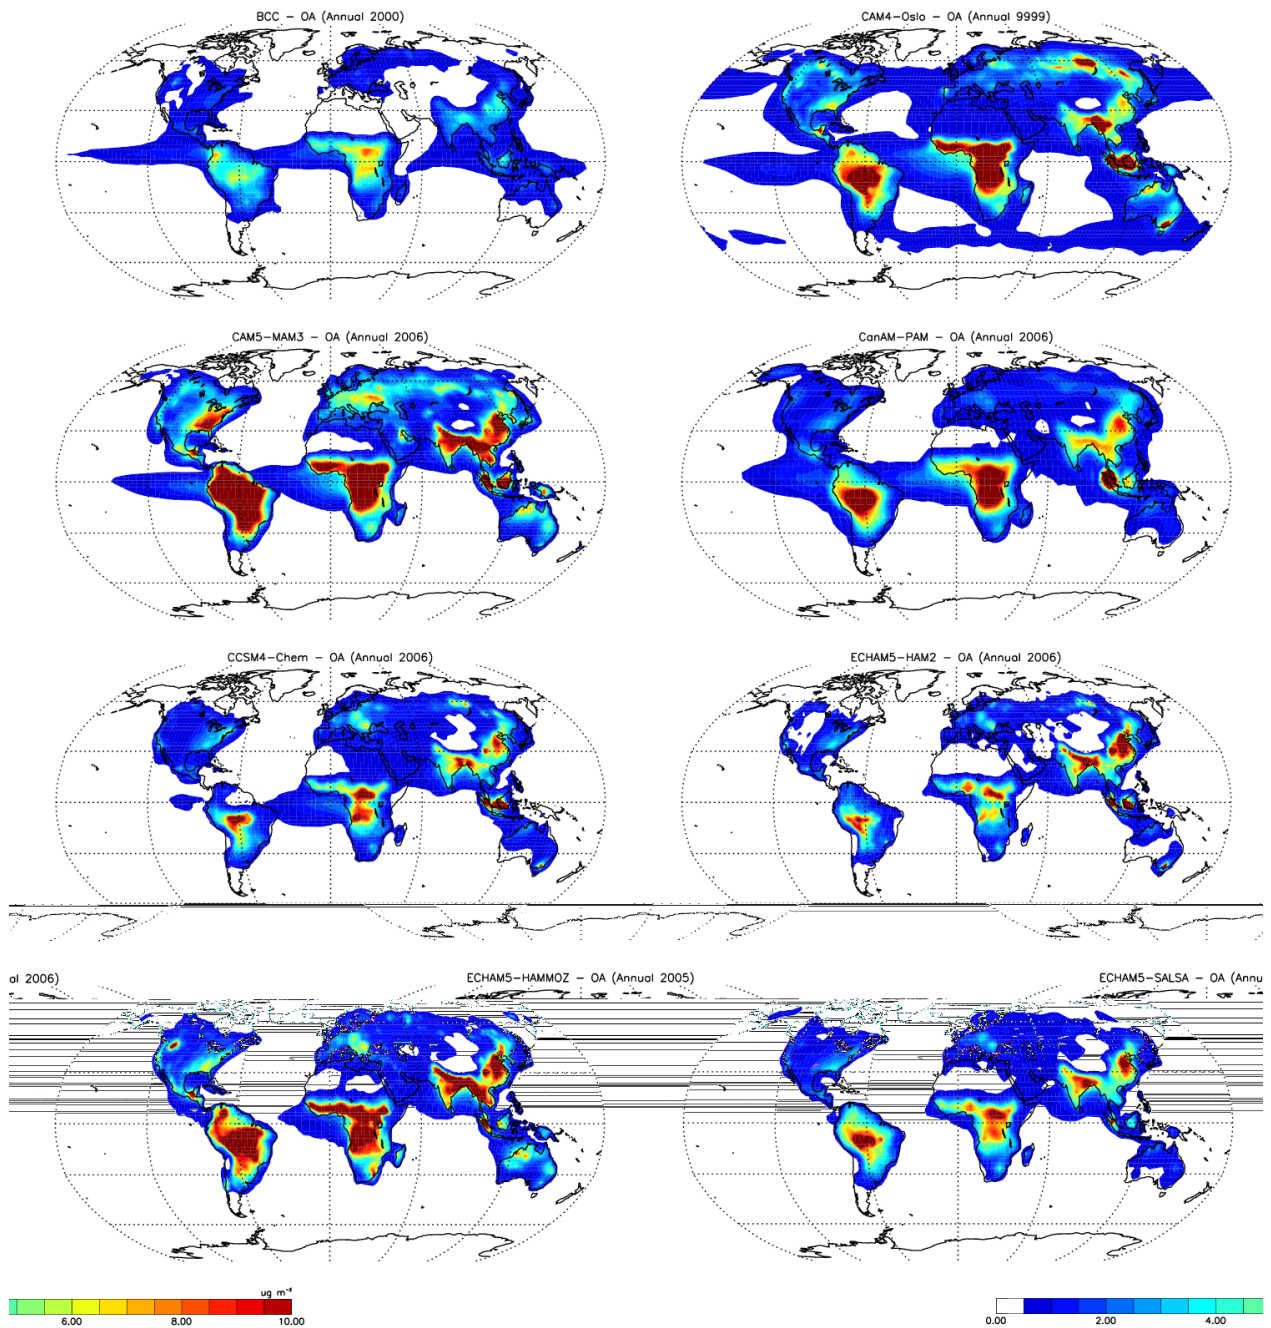 BCC - OA (Annual 2000)
CAM4-Oslo - OA (Annual 9999)
CAM5-MAM3 - OA (Annual 2006)
CanAM-PAM - OA (Annual 2006)
CCSM4-Chem - OA (Annual 2006)
ECHAM5-HAM2 - OA (Annual 2006)
al 2006)
ECHAM5-HAMMOZ - OA (Annual 2005)
ECHAM5-SALSA - OA (Annu
ug m⁻³
6.00 8.00 10.00
0.00 2.00 4.00